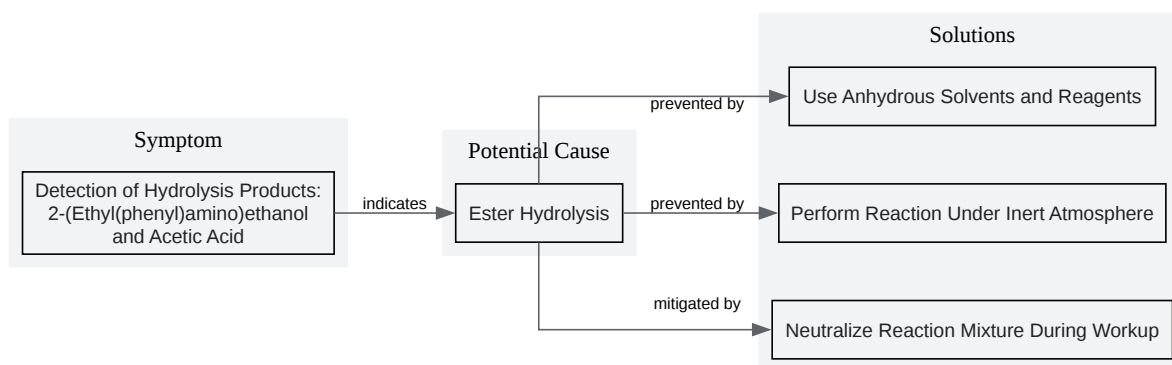 Symptom
Detection of Hydrolysis Products:
2-(Ethyl(phenyl)amino)ethanol
and Acetic Acid
indicates
Potential Cause
Ester Hydrolysis
prevented by
prevented by
mitigated by
Solutions
Use Anhydrous Solvents and Reagents
Perform Reaction Under Inert Atmosphere
Neutralize Reaction Mixture During Workup